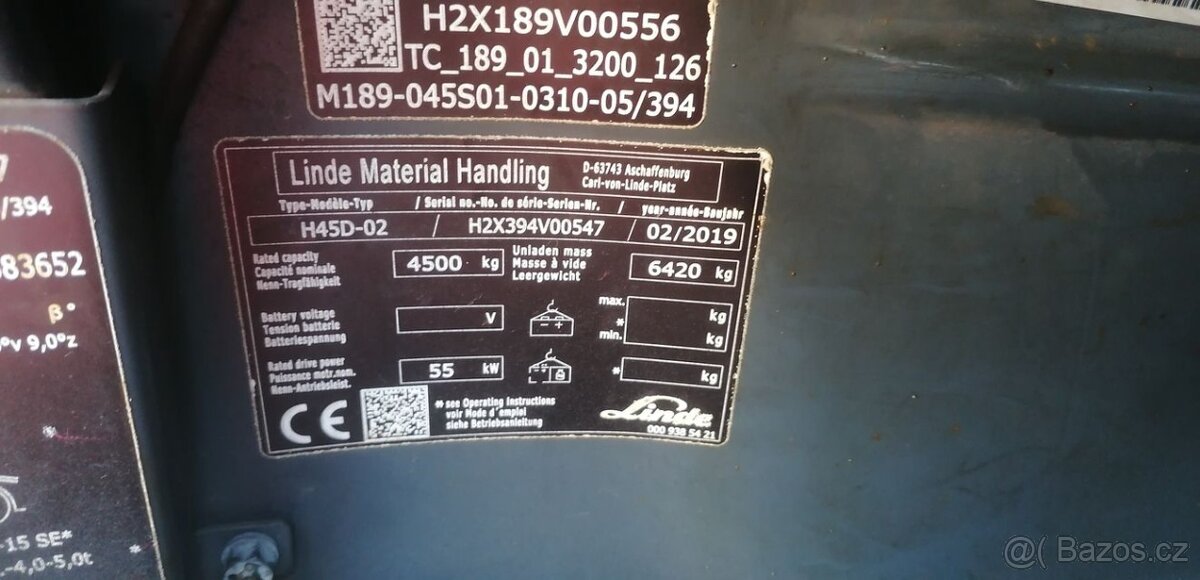 H2X189V00556
TC_189_01_3200_126
M189-045S01-0310-05/394
Linde Material Handling
D-63743 Aschaffenburg
Carl-von-Linde-Platz
Type-Modèle-Typ / Serial no.-No. de série-Serien-Nr. / year-année-Baujahr
H45D-02 / H2X394V00547 / 02/2019
Rated capacity
Capacité nominale
Nenn-Tragfähigkeit
4500 kg
Unladen mass
Masse à vide
Leergewicht
6420 kg
Battery voltage
Tension batterie
Batteriespannung
V
max.
*
min.
kg
kg
Rated drive power
Puissance motr.nom.
Nenn-Antriebsleist.
55 kW
* kg
CE
* see Operating Instructions
voir Mode d'emploi
siehe Betriebsanleitung
Linde
000 938 54 21
7
/394
83652
β°
°v 9,0°z
*
-15 SE*
-4,0-5,0t
*
@( Bazos.cz